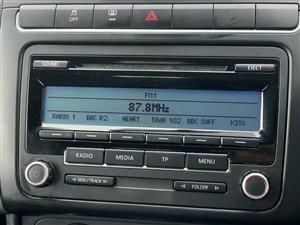 OFF
SOUND
EJECT
FM1
87.8MHz
RADIO 1 BBC R2 HEART TOWN 102 BBC SUFF KISS
RADIO MEDIA TP MENU
SEEK/TRACK FOLDER